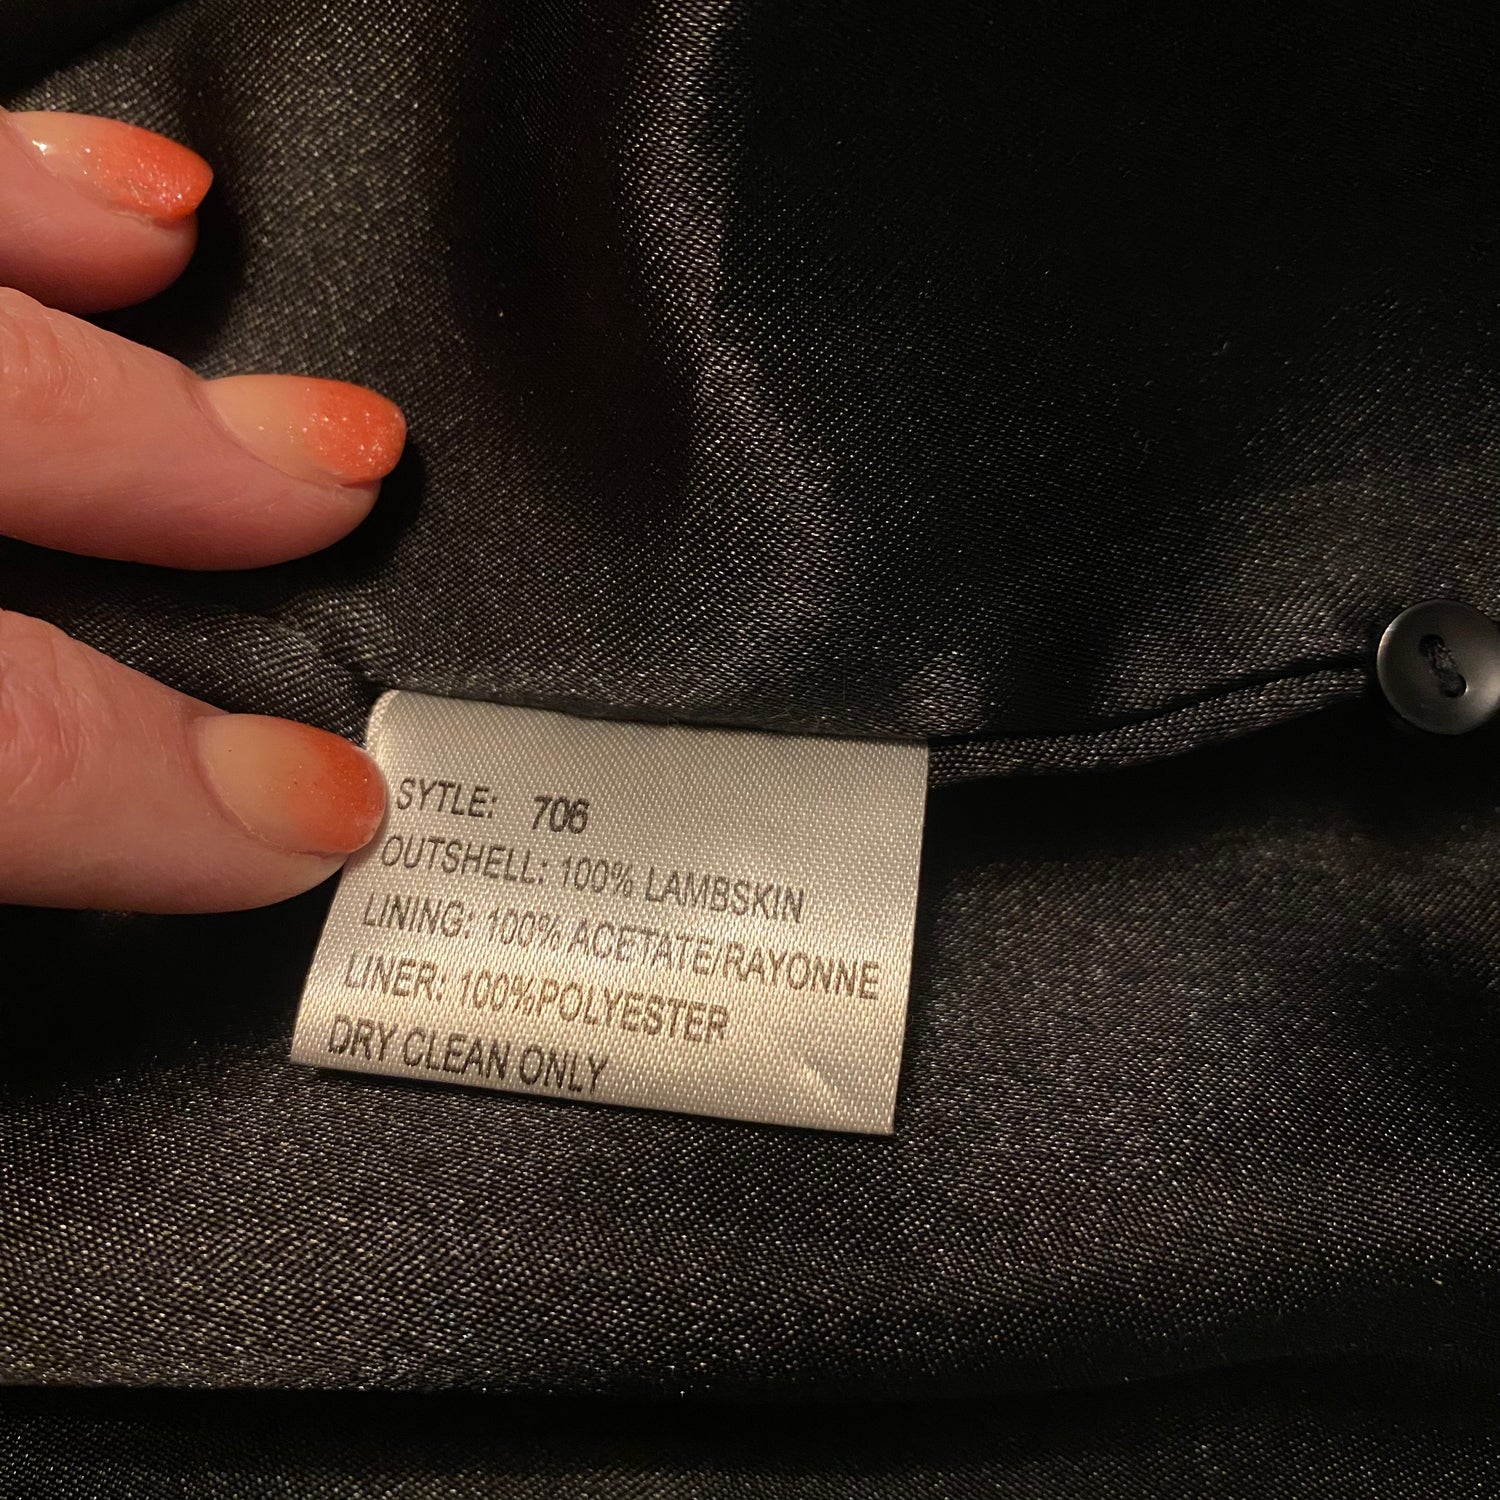 SYTLE: 706
OUTSHELL: 100% LAMBSKIN
LINING: 100% ACETATE/RAYONNE
LINER: 100%POLYESTER
DRY CLEAN ONLY